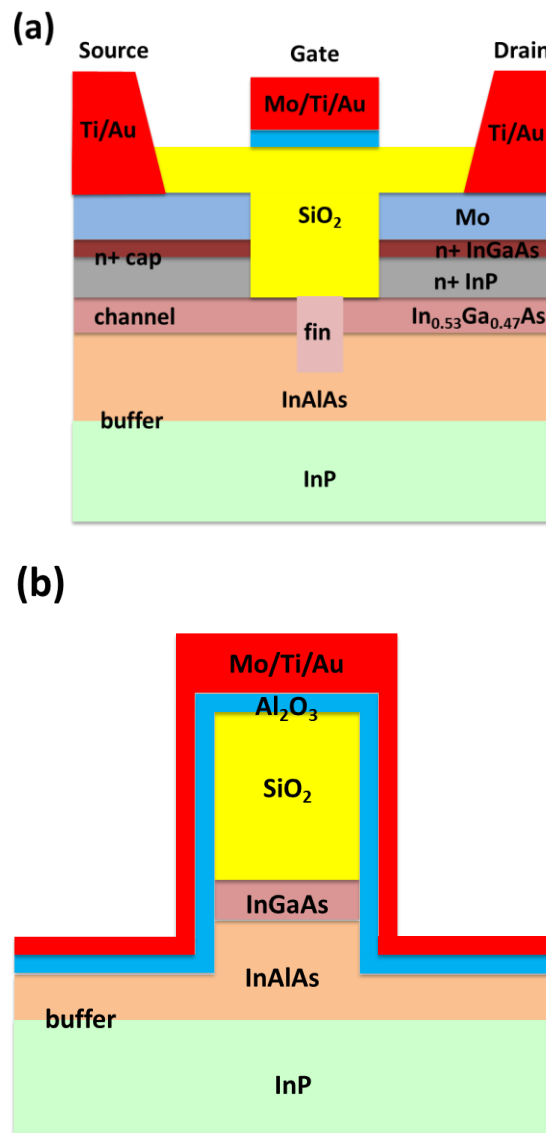 (a)
Source Gate Drain
Mo/Ti/Au
Ti/Au Ti/Au
SiO₂ Mo
n+ cap n+ InGaAs
n+ InP
channel fin In₀.₅₃Ga₀.₄₇As
InAlAs
buffer
InP
(b)
Mo/Ti/Au
Al₂O₃
SiO₂
InGaAs
InAlAs
buffer
InP